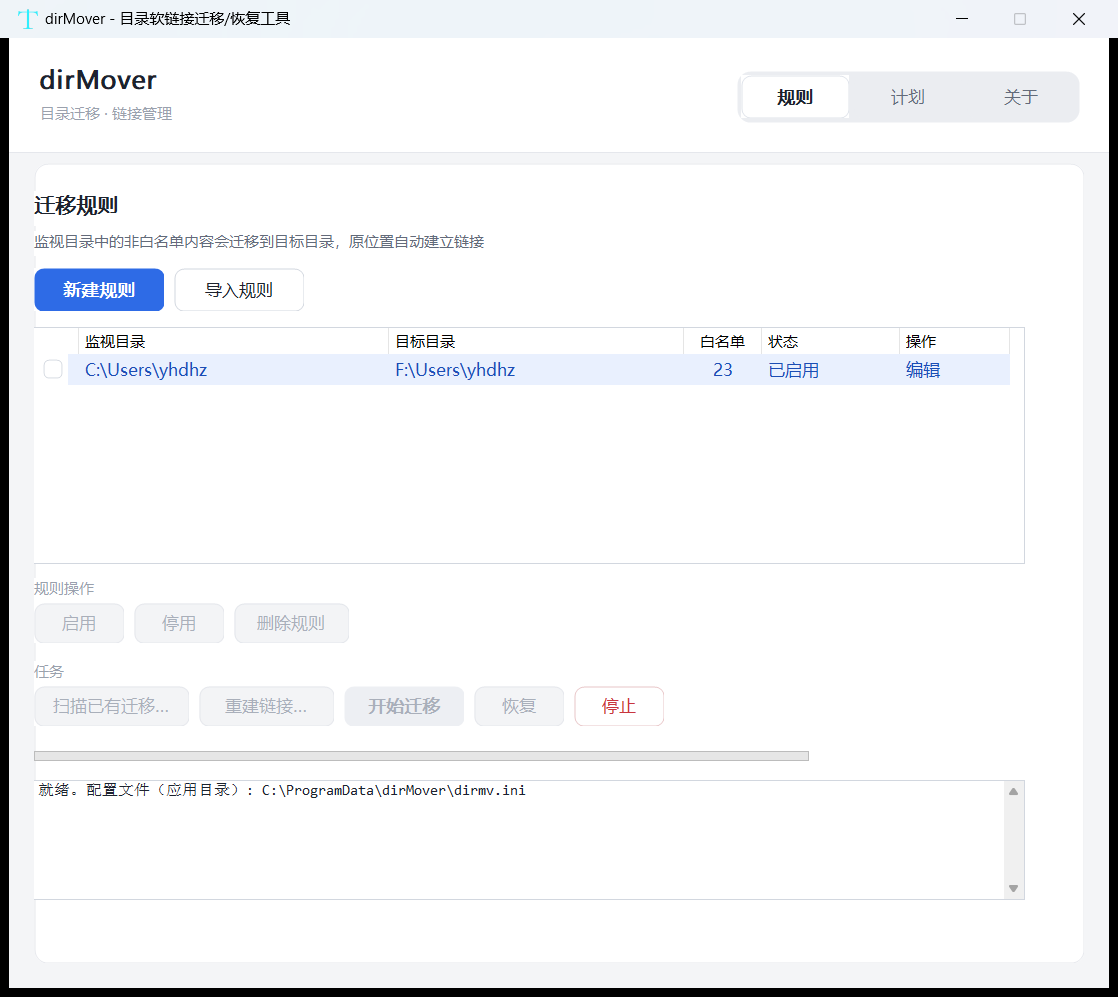 dirMover - 目录软链接迁移/恢复工具
dirMover
目录迁移 · 链接管理
规则 计划 关于
迁移规则
监视目录中的非白名单内容会迁移到目标目录，原位置自动建立链接
新建规则 导入规则
监视目录 目标目录 白名单 状态 操作
C:\Users\yhdhz F:\Users\yhdhz 23 已启用 编辑
规则操作
启用 停用 删除规则
任务
扫描已有迁移... 重建链接... 开始迁移 恢复 停止
就绪。配置文件（应用目录）: C:\ProgramData\dirMover\dirmv.ini